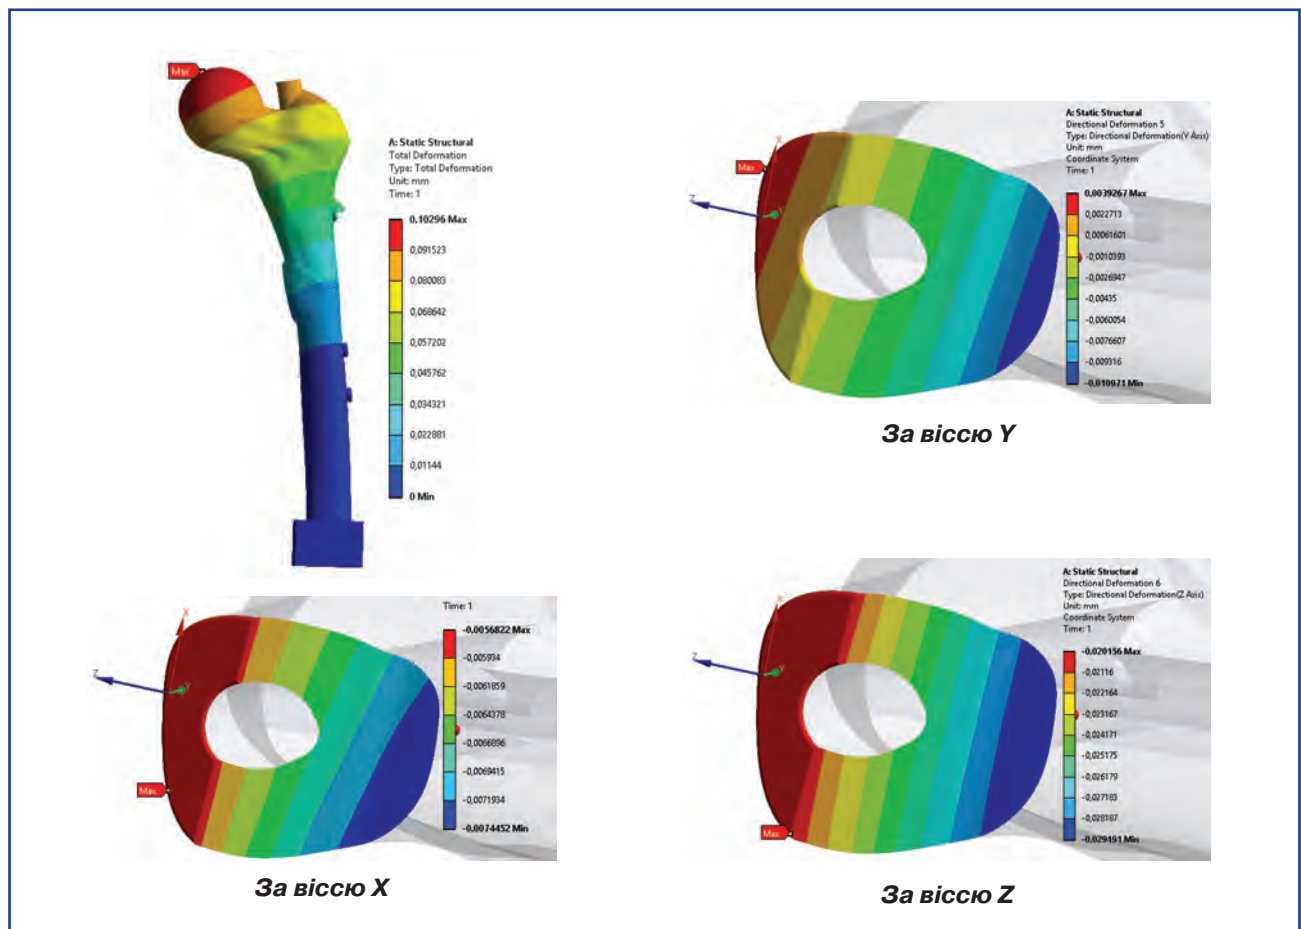 Max
A: Static Structural
Total Deformation
Type: Total Deformation
Unit: mm
Time: 1
0,10296 Max
0,091523
0,080083
0,068642
0,057202
0,045762
0,034321
0,022881
0,01144
0 Min
A: Static Structural
Directional Deformation 5
Type: Directional Deformation(Y Axis)
Unit: mm
Coordinate System
Time: 1
0,0039267 Max
0,0022713
0,00061601
-0,0010393
-0,0026947
-0,00435
-0,0060054
-0,0076607
-0,009316
-0,010971 Min
X
Max
Z
Y
За віссю Y
Time: 1
-0,0056822 Max
-0,005934
-0,0061859
-0,0064378
-0,0066896
-0,0069415
-0,0071934
-0,0074452 Min
X
Z
Y
Max
За віссю X
A: Static Structural
Directional Deformation 6
Type: Directional Deformation(Z Axis)
Unit: mm
Coordinate System
Time: 1
-0,020156 Max
-0,02116
-0,022164
-0,023167
-0,024171
-0,025175
-0,026179
-0,027183
-0,028187
-0,029191 Min
X
Z
Y
Max
За віссю Z